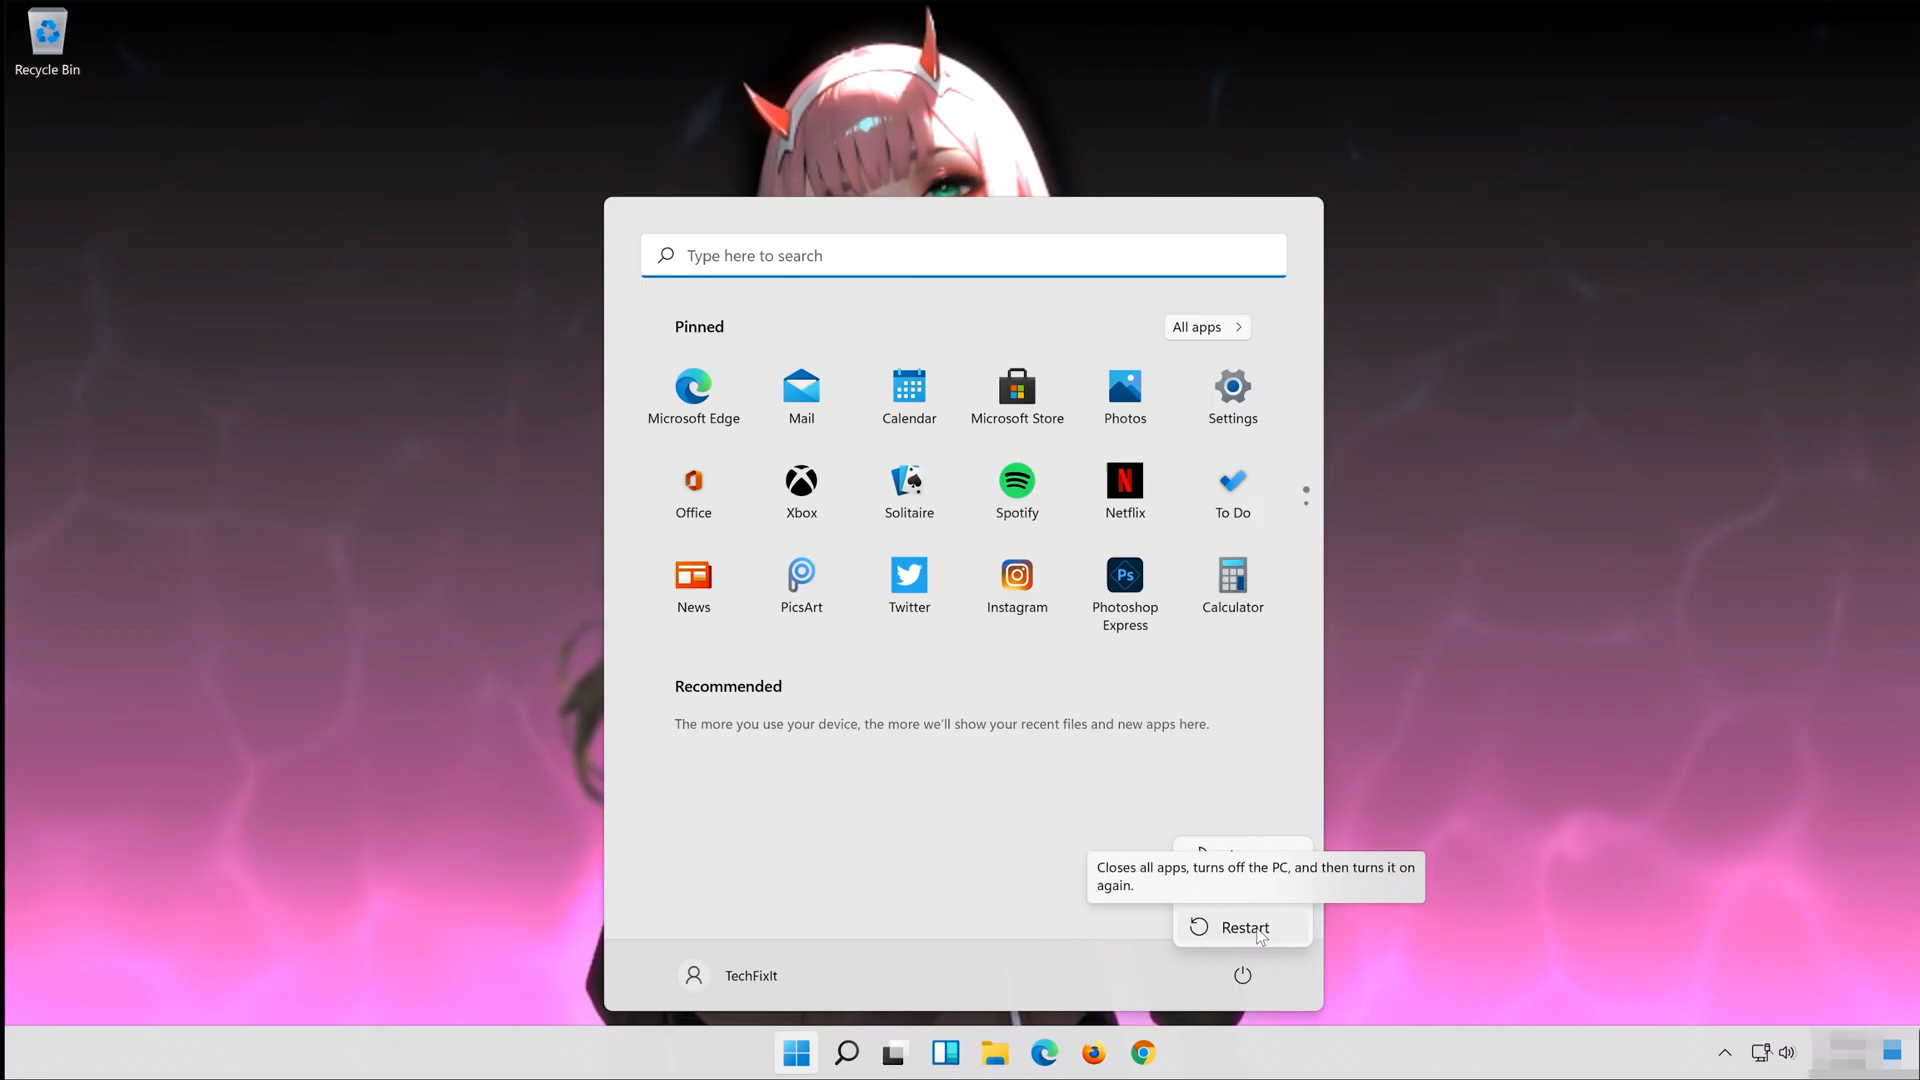 Recycle Bin
Type here to search
Pinned
All apps
Microsoft Edge
Mail
Calendar
Microsoft Store
Photos
Settings
Office
Xbox
Solitaire
Spotify
Netflix
To Do
News
PicsArt
Twitter
Instagram
Ps
Photoshop
Express
Calculator
Recommended
The more you use your device, the more we'll show your recent files and new apps here.
Closes all apps, turns off the PC, and then turns it on
again.
Restart
TechFixIt